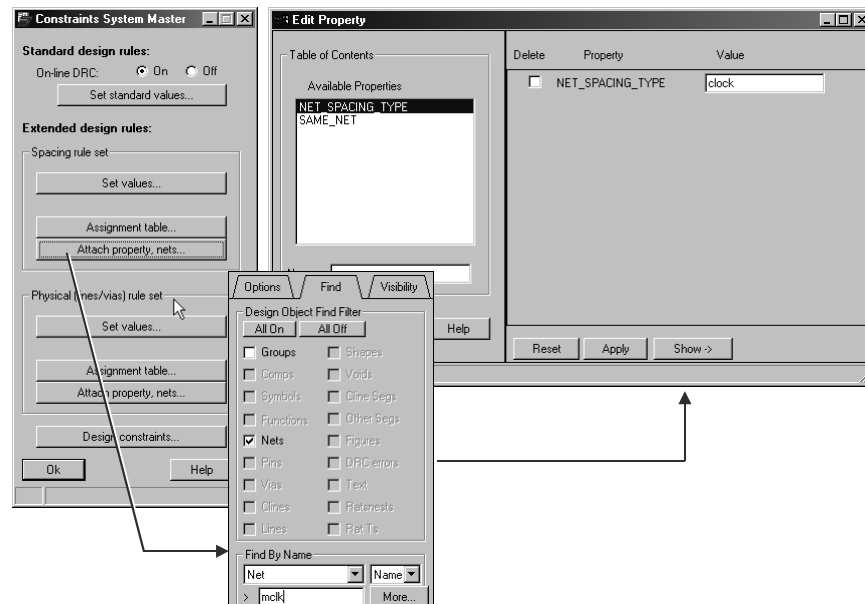 Constraints System Master
Standard design rules:
On-line DRC: On Off
Set standard values...
Extended design rules:
Spacing rule set
Set values...
Assignment table...
Attach property, nets...
Physical (lines/vias) rule set
Set values...
Assignment table...
Attach property, nets...
Design constraints...
Ok Help
Edit Property
Table of Contents
Available Properties
NET_SPACING_TYPE
SAME_NET
Help
Delete Property Value
NET_SPACING_TYPE clock
Reset Apply Show ->
Options Find Visibility
Design Object Find Filter
All On All Off
Groups Shapes
Comps Voids
Symbols Cline Segs
Functions Other Segs
Nets Figures
Pins DRC errors
Vias Text
Clines Ratsnests
Lines Rat Ts
Find By Name
Net Name
> mclk More...